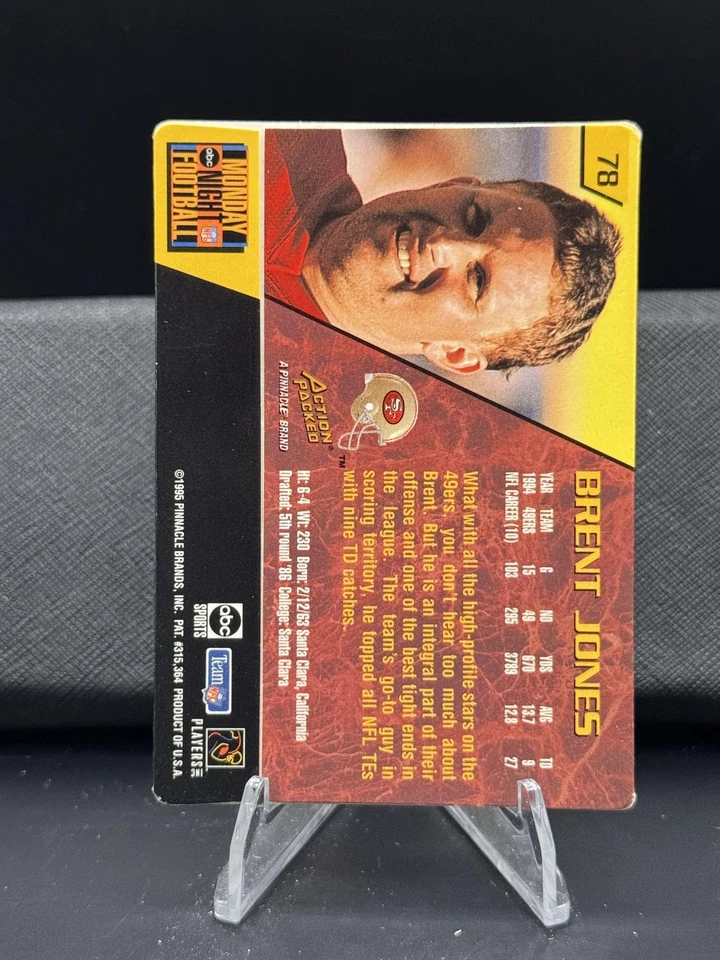 78
BRENT JONES
YEAR TEAM G NO YDS AVG TD
1994 49ERS 15 49 670 13.7 9
NFL CAREER (10) 103 295 3789 12.8 27
What with all the high-profile stars on the
49ers, you don't hear too much about
Brent. But he is an integral part of their
offense and one of the best tight ends in
the league. The team's go-to guy in
scoring territory, he topped all NFL TEs
with nine TD catches.
Ht: 6-4 Wt: 230 Born: 2/12/63 Santa Clara, California
Drafted: 5th round '86 College: Santa Clara
SF
ACTION
PACKED®
™
A PINNACLE® BRAND
MONDAY
abc NIGHT NFL
FOOTBALL
abc
SPORTS
Team
NFL
PLAYERS
©1995 PINNACLE BRANDS, INC. PAT. #315,364 PRODUCT OF U.S.A.